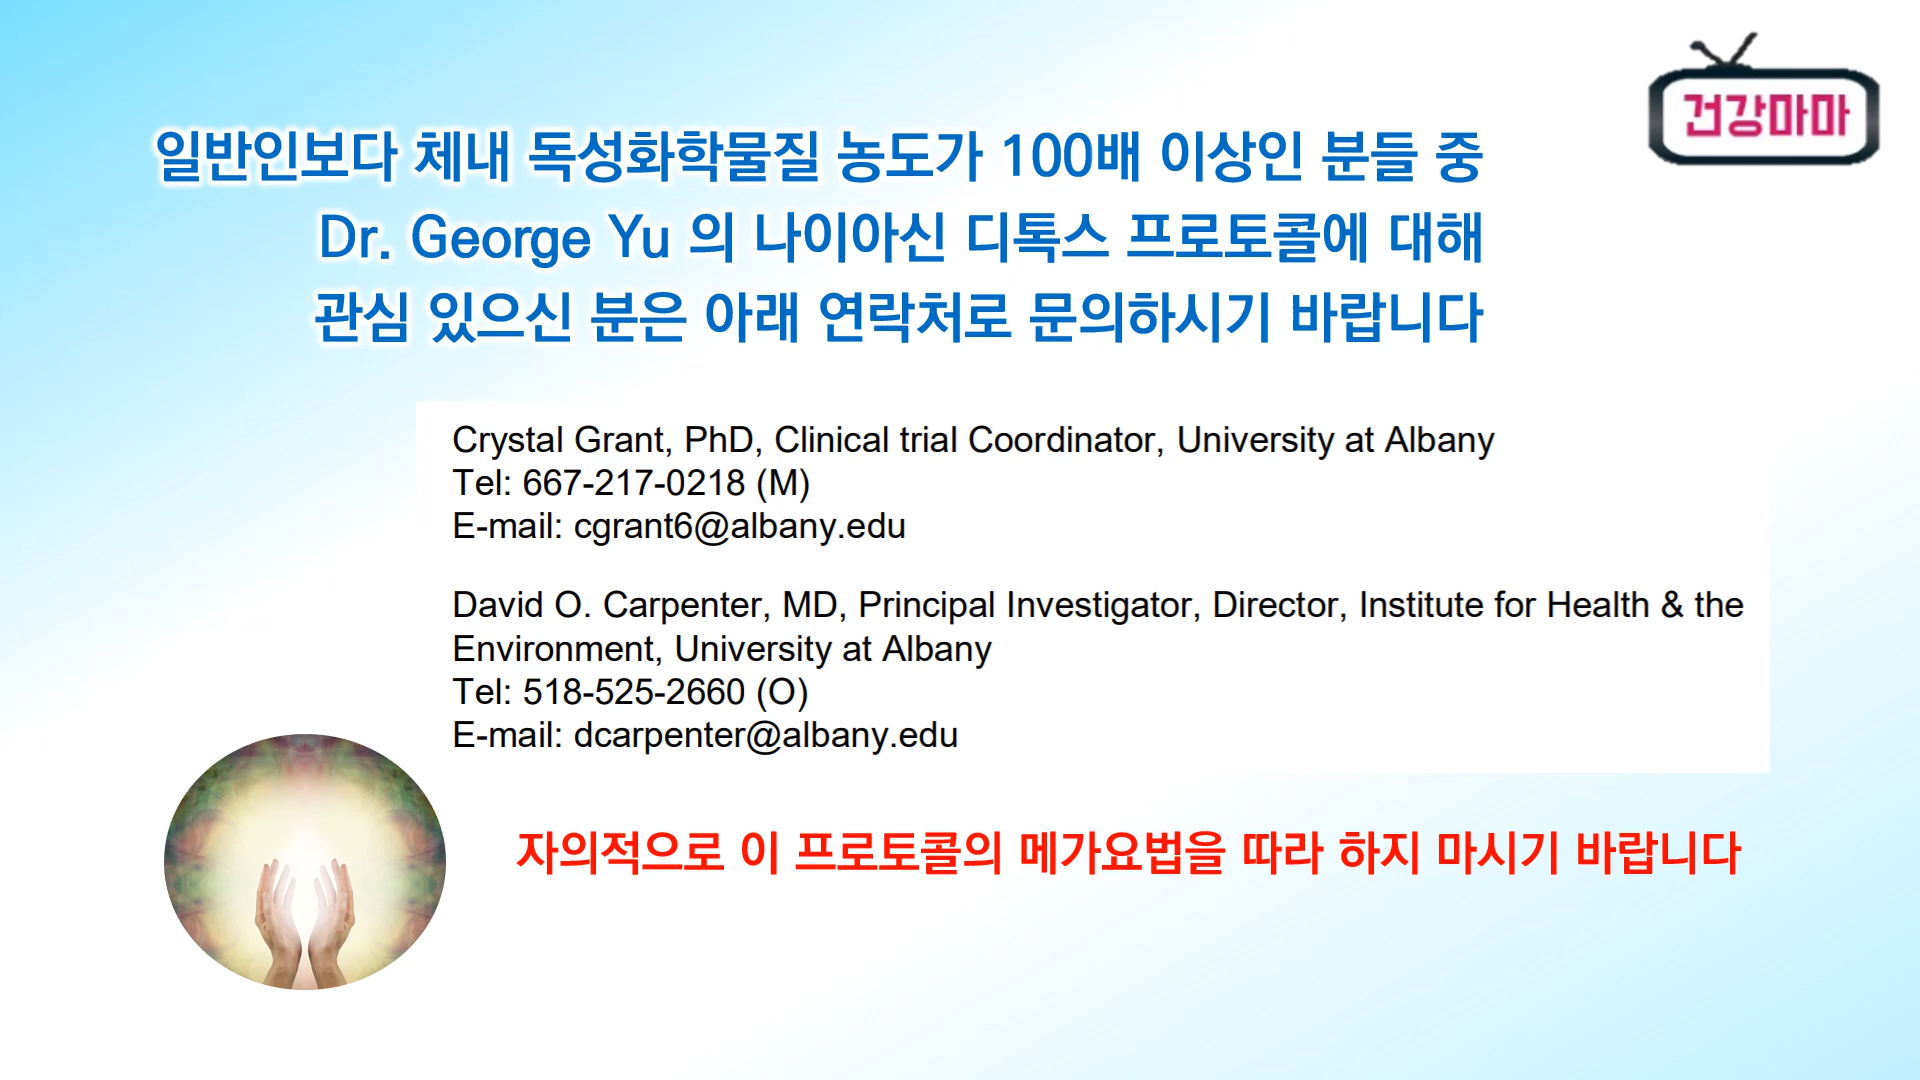 건강마마
일반인보다 체내 독성화학물질 농도가 100배 이상인 분들 중
Dr. George Yu 의 나이아신 디톡스 프로토콜에 대해
관심 있으신 분은 아래 연락처로 문의하시기 바랍니다
Crystal Grant, PhD, Clinical trial Coordinator, University at Albany
Tel: 667-217-0218 (M)
E-mail: cgrant6@albany.edu
David O. Carpenter, MD, Principal Investigator, Director, Institute for Health & the
Environment, University at Albany
Tel: 518-525-2660 (O)
E-mail: dcarpenter@albany.edu
자의적으로 이 프로토콜의 메가요법을 따라 하지 마시기 바랍니다